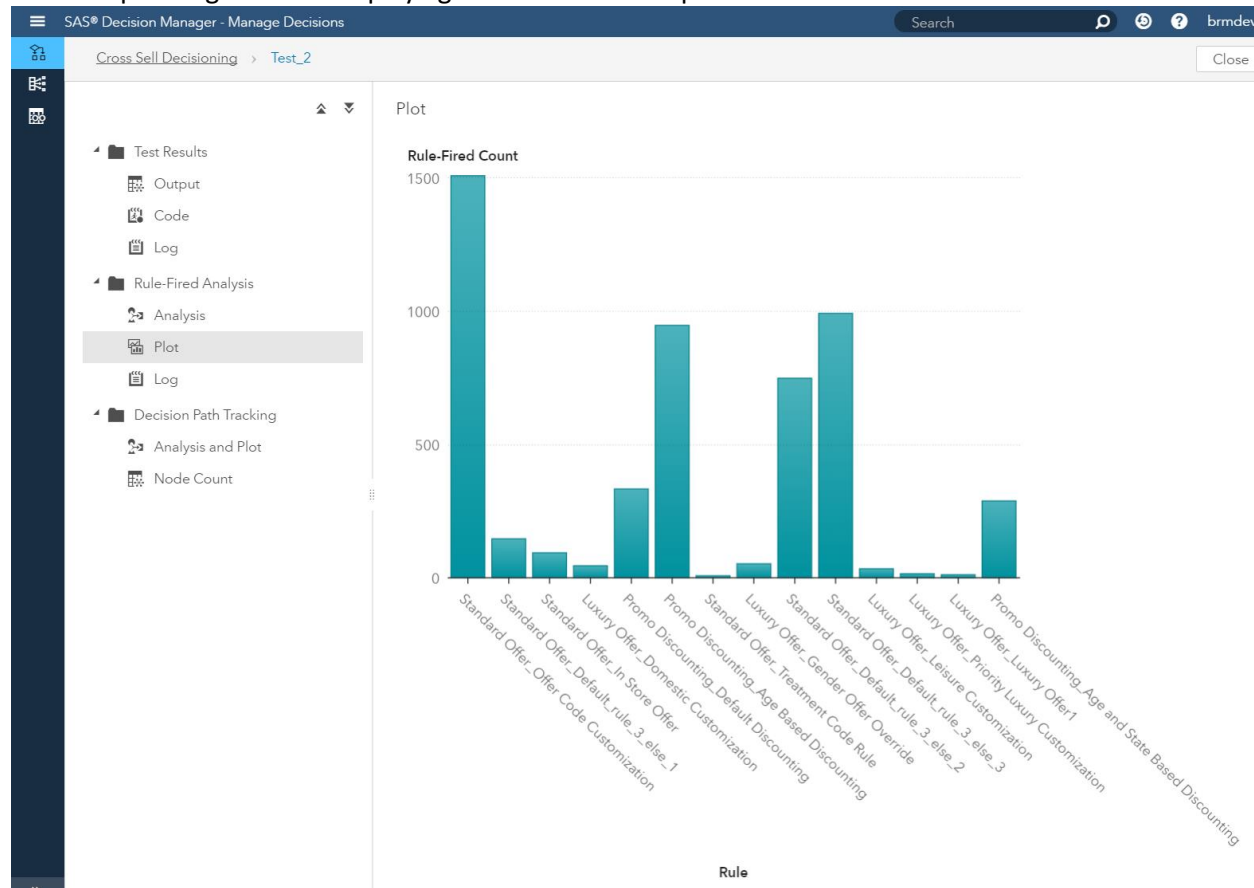 SAS® Decision Manager - Manage Decisions
Search
brmdev
Cross Sell Decisioning > Test_2
Close
Test Results
Output
Code
Log
Rule-Fired Analysis
Analysis
Plot
Log
Decision Path Tracking
Analysis and Plot
Node Count
Plot
Rule-Fired Count
1500
1000
500
0
Standard Offer_Offer Code Customization
Standard Offer_Default_rule_3_else_1
Standard Offer_In Store Offer
Luxury Offer_Domestic Customization
Promo Discounting_Default Discounting
Promo Discounting_Age Based Discounting
Standard Offer_Treatment Code Rule
Luxury Offer_Gender Offer Override
Standard Offer_Default_rule_3_else_2
Standard Offer_Default_rule_3_else_3
Luxury Offer_Leisure Customization
Luxury Offer_Priority Luxury Customization
Luxury Offer_Luxury Offer1
Promo Discounting_Age and State Based Discounting
Rule